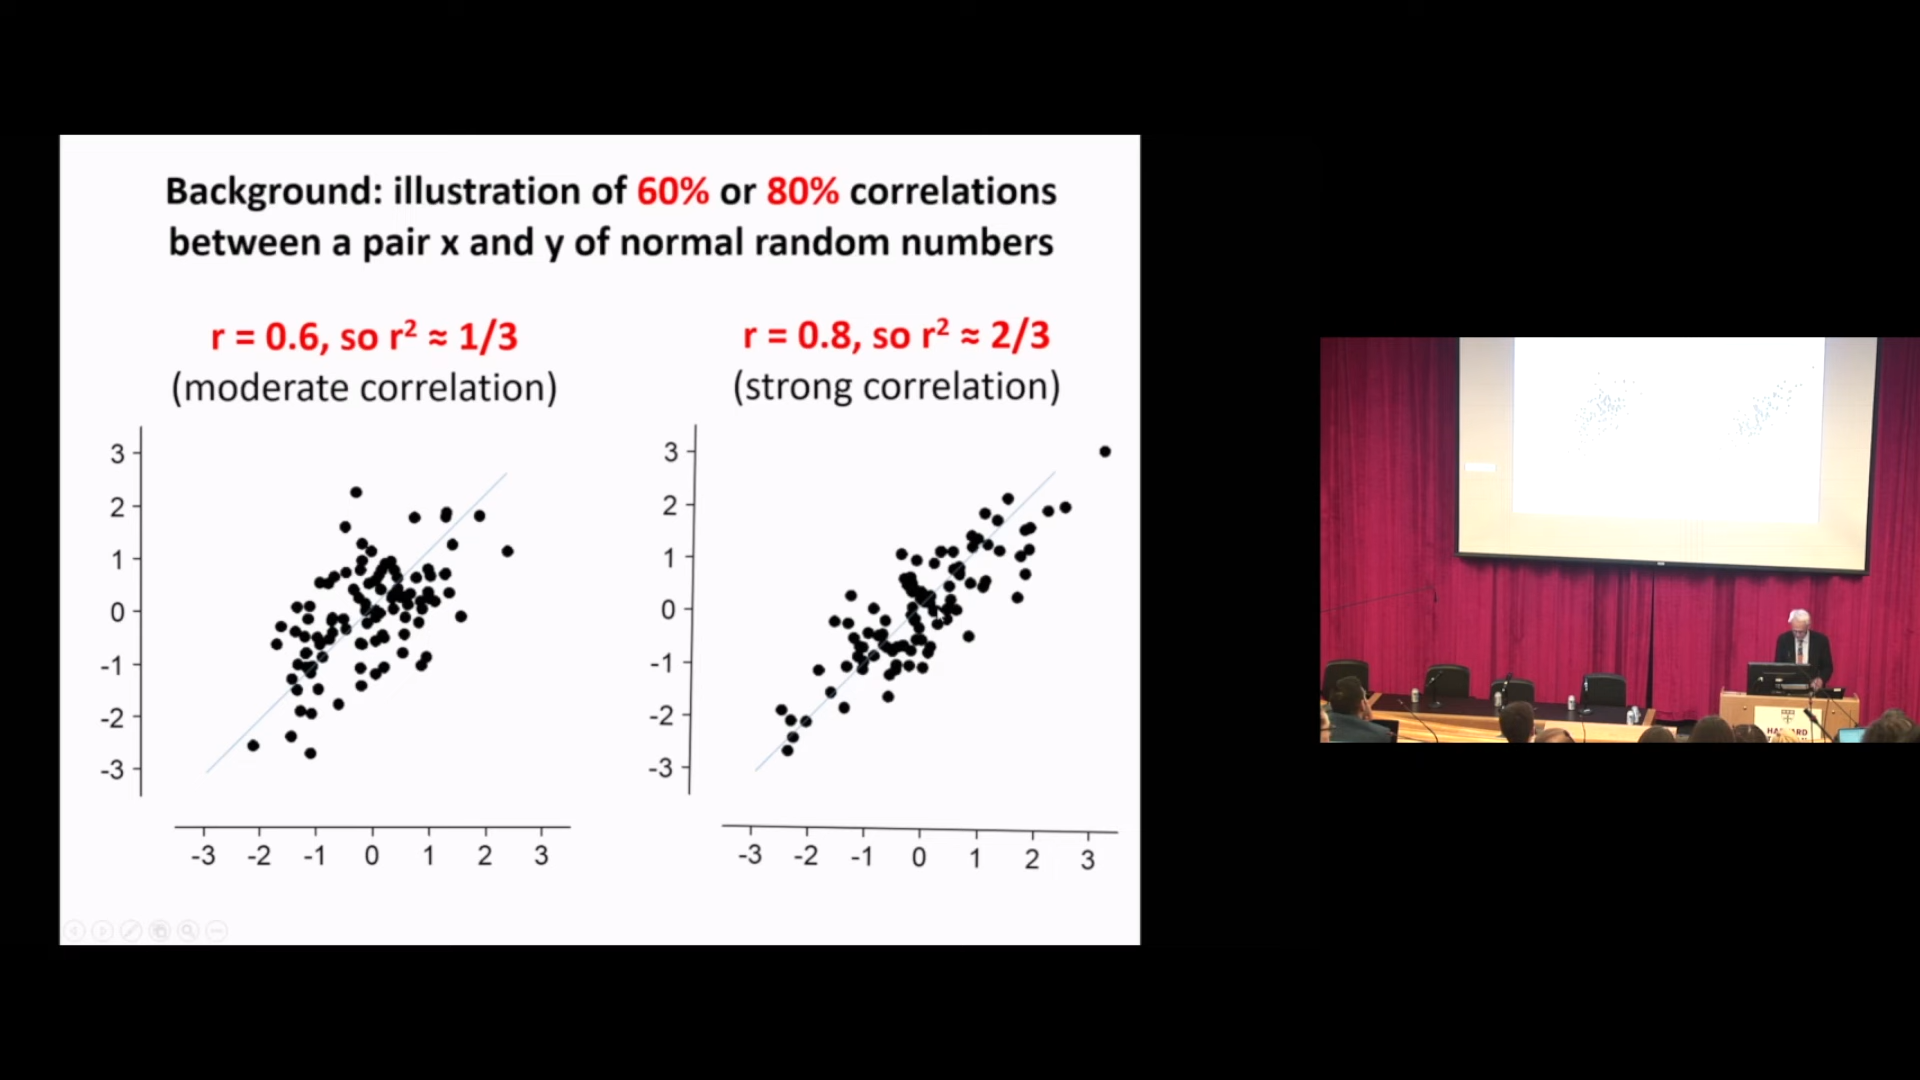 Background: illustration of 60% or 80% correlations
between a pair x and y of normal random numbers
r = 0.6, so r² ≈ 1/3
(moderate correlation)
3
2
1
0
-1
-2
-3
-3 -2 -1 0 1 2 3
r = 0.8, so r² ≈ 2/3
(strong correlation)
3
2
1
0
-1
-2
-3
-3 -2 -1 0 1 2 3